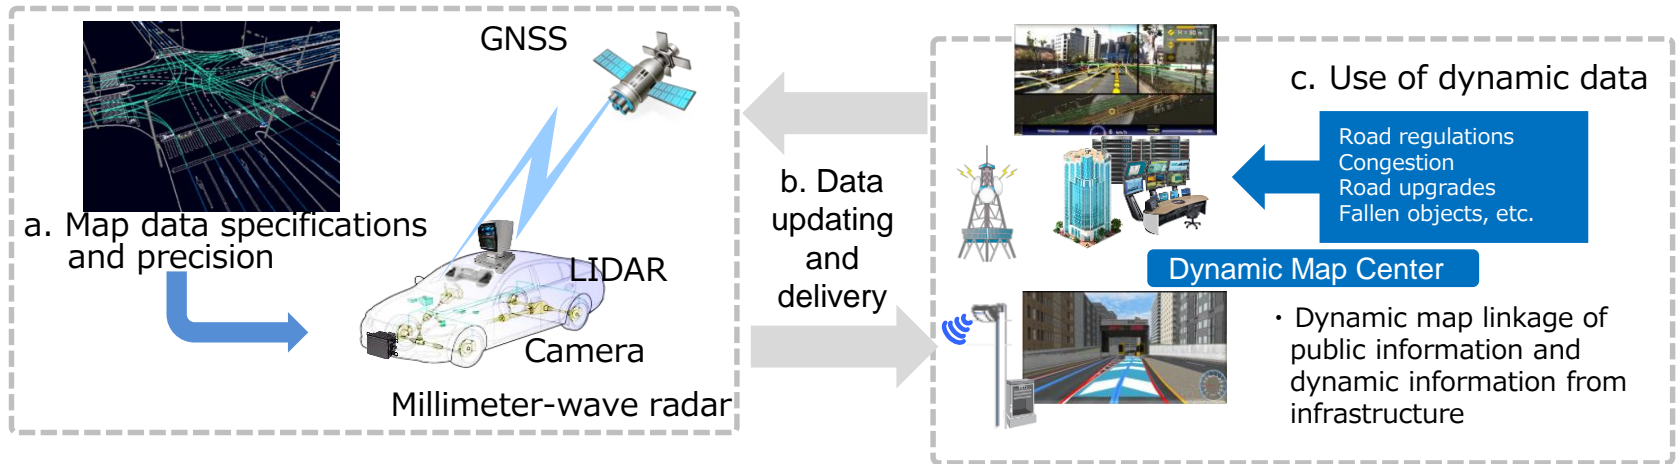 GNSS
a. Map data specifications
and precision
LIDAR
Camera
Millimeter-wave radar
b. Data
updating
and
delivery
c. Use of dynamic data
Road regulations
Congestion
Road upgrades
Fallen objects, etc.
Dynamic Map Center
・Dynamic map linkage of
public information and
dynamic information from
infrastructure